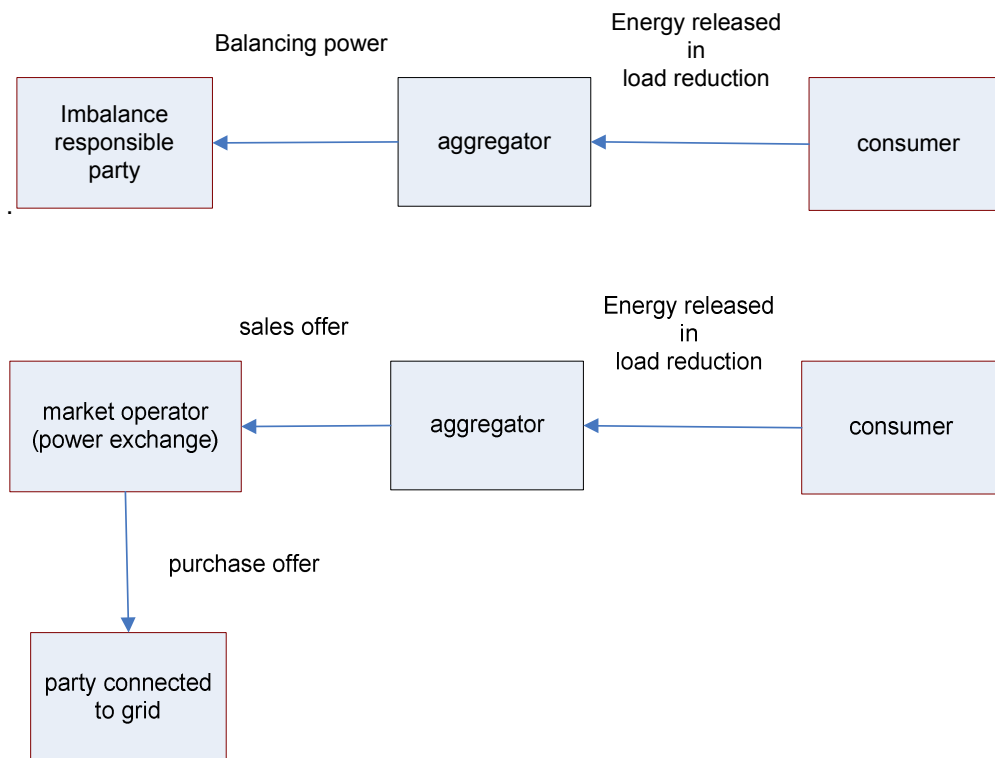 Balancing power
Energy released
in
load reduction
Imbalance
responsible
party
aggregator
consumer
.
sales offer
Energy released
in
load reduction
market operator
(power exchange)
aggregator
consumer
purchase offer
party connected
to grid